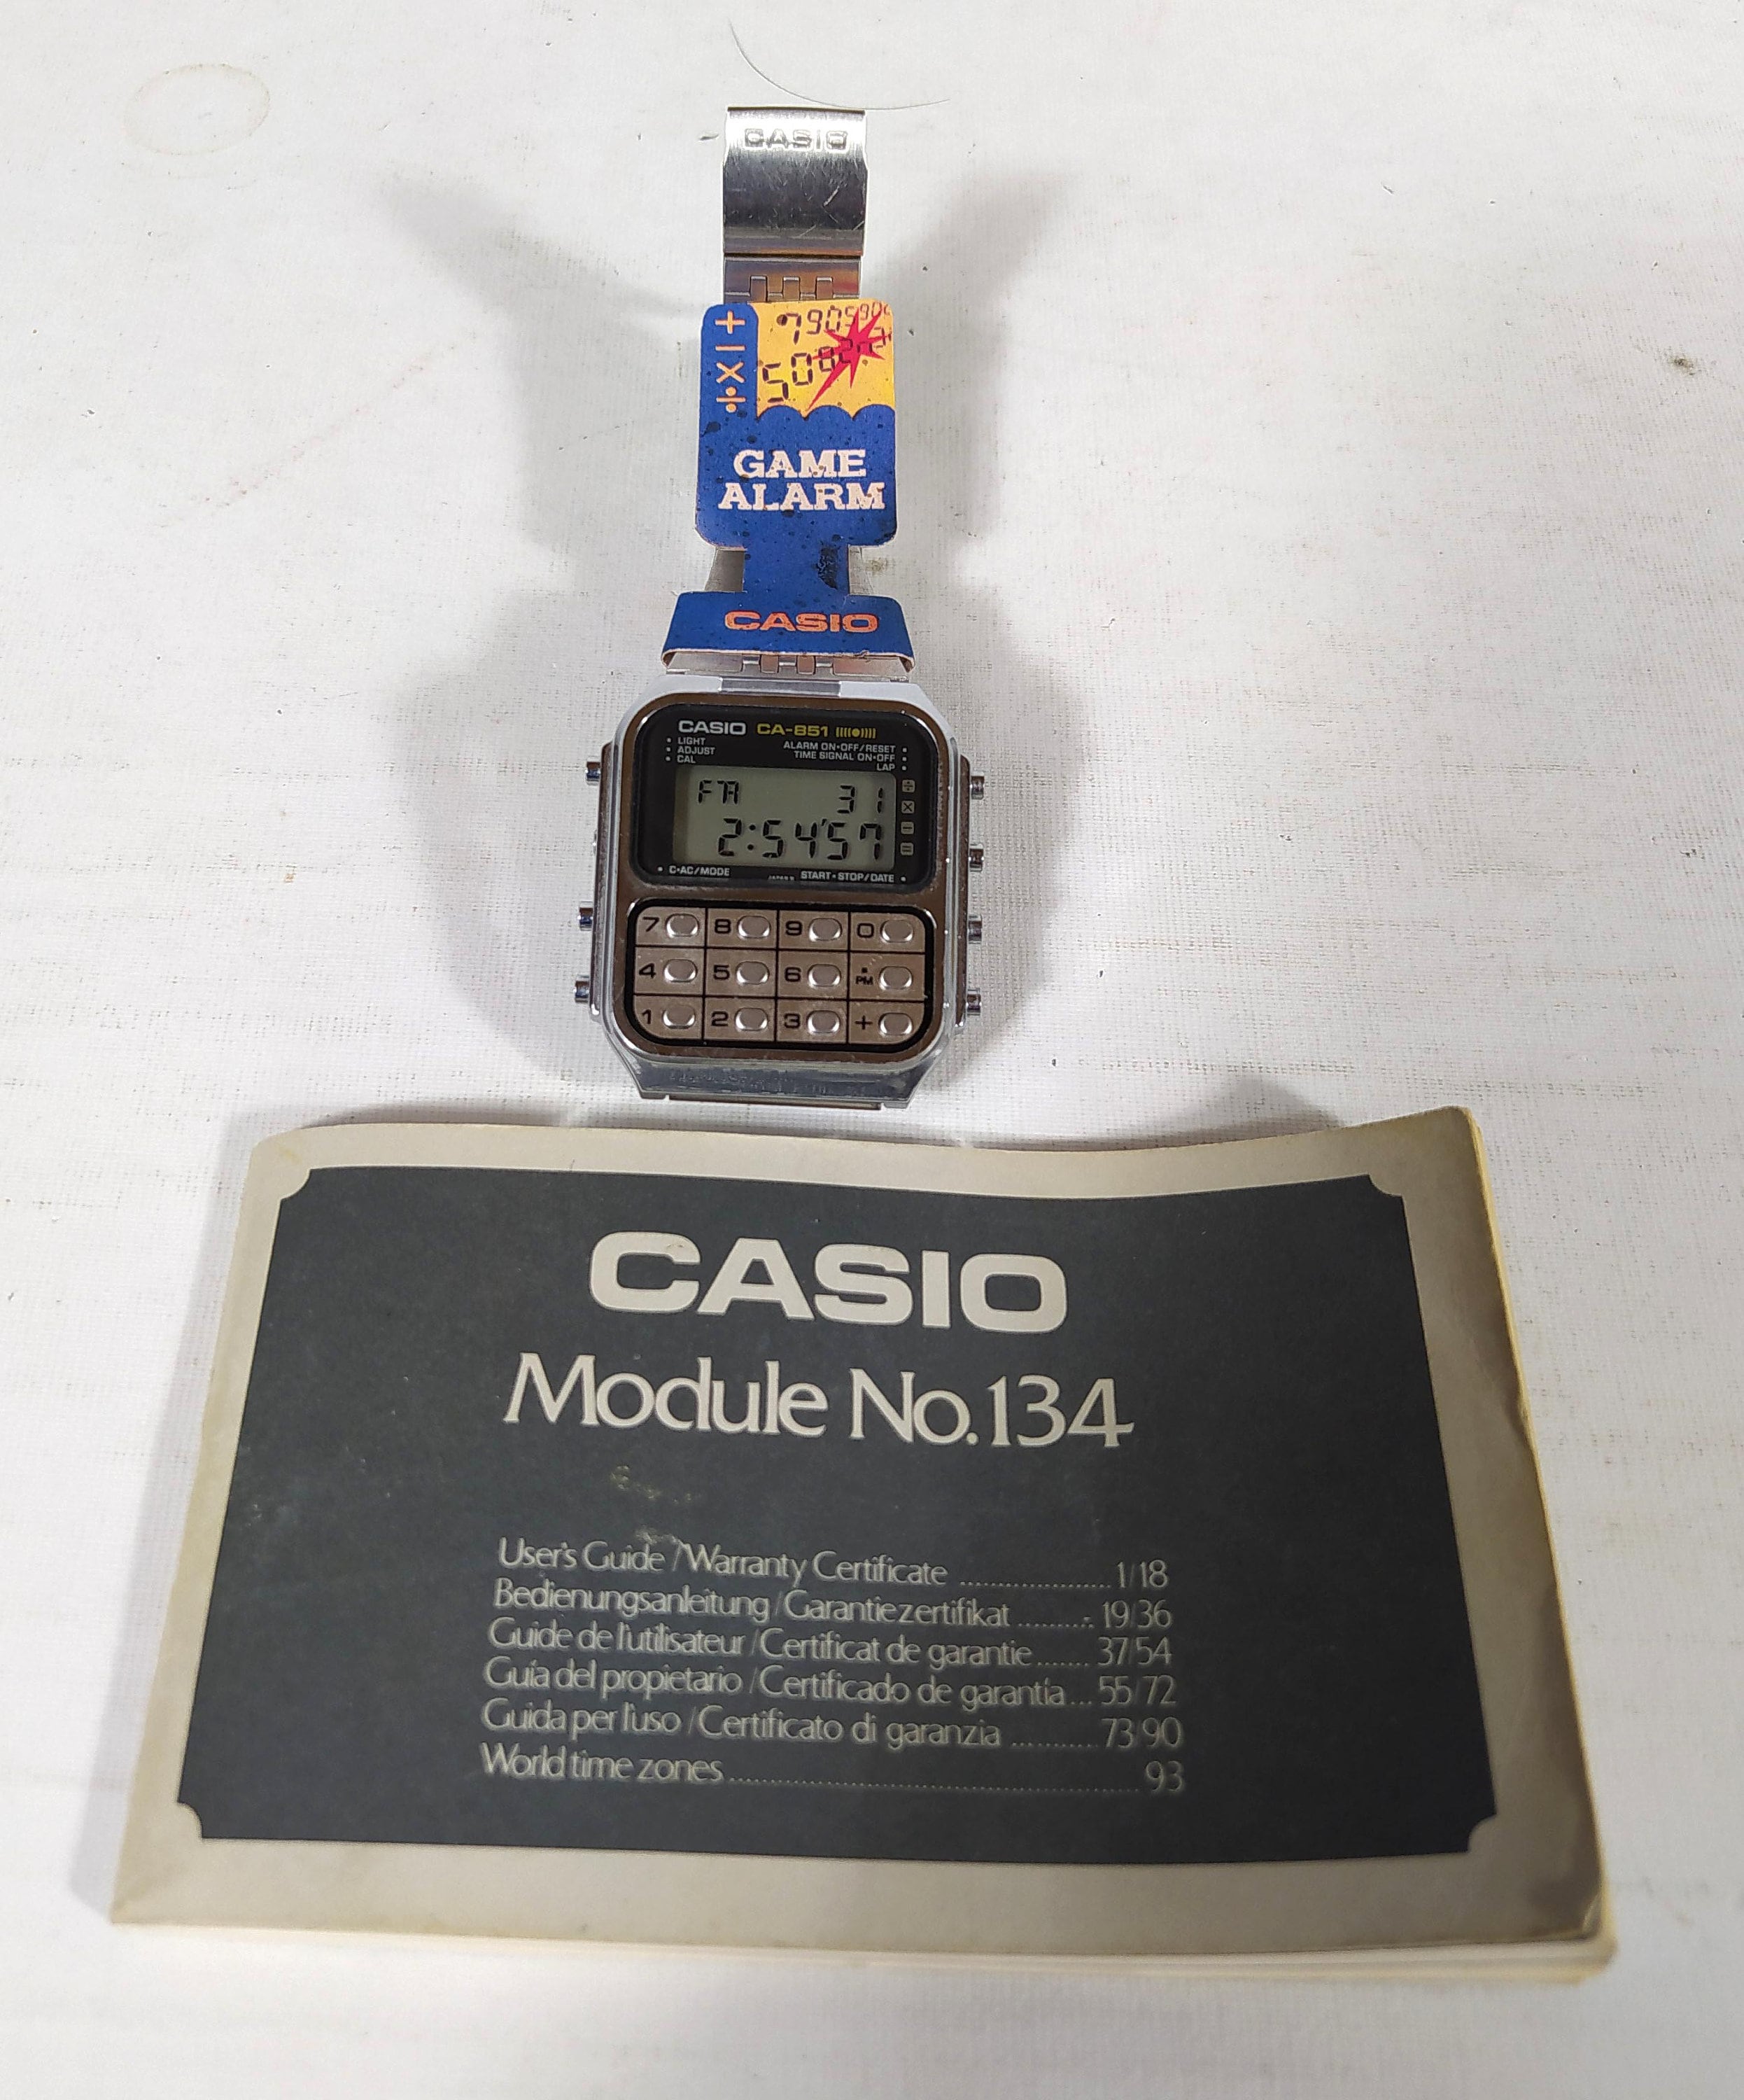 CASIO
+
−
×
÷
GAME
ALARM
CASIO
CASIO CA-851
LIGHT
ADJUST
CAL
ALARM ON•OFF/RESET
TIME SIGNAL ON•OFF
LAP
FR 31
2:54'57
÷
×
−
=
C•AC/MODE
START•STOP/DATE
7 8 9 0
4 5 6 • PM
1 2 3 +
CASIO
Module No.134
User's Guide / Warranty Certificate .................... 1/18
Bedienungsanleitung / Garantiezertifikat .......... 19/36
Guide de l'utilisateur / Certificat de garantie ....... 37/54
Guía del propietario / Certificado de garantía ... 55/72
Guida per l'uso / Certificato di garanzia ........... 73/90
World time zones ...................................................... 93